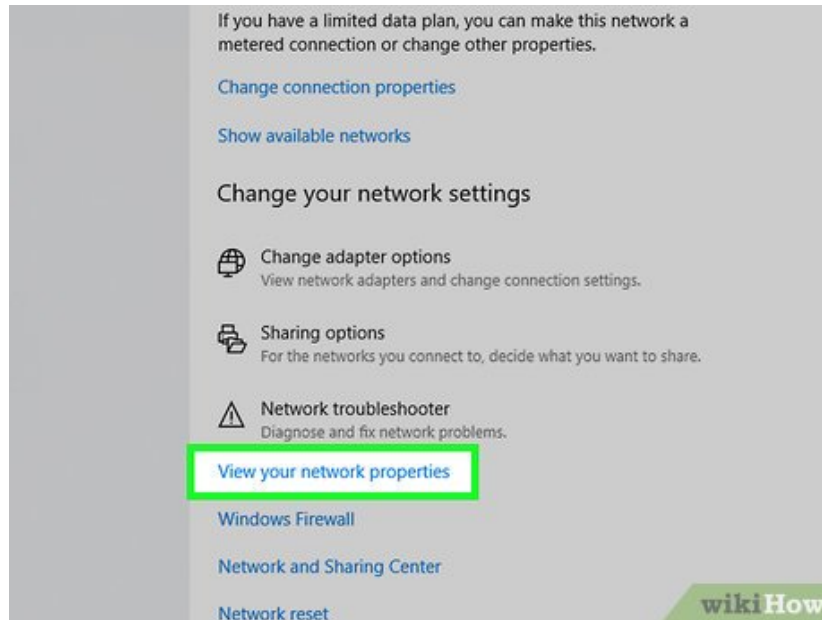 If you have a limited data plan, you can make this network a
metered connection or change other properties.
Change connection properties
Show available networks
Change your network settings
Change adapter options
View network adapters and change connection settings.
Sharing options
For the networks you connect to, decide what you want to share.
Network troubleshooter
Diagnose and fix network problems.
View your network properties
Windows Firewall
Network and Sharing Center
Network reset
wikiHow